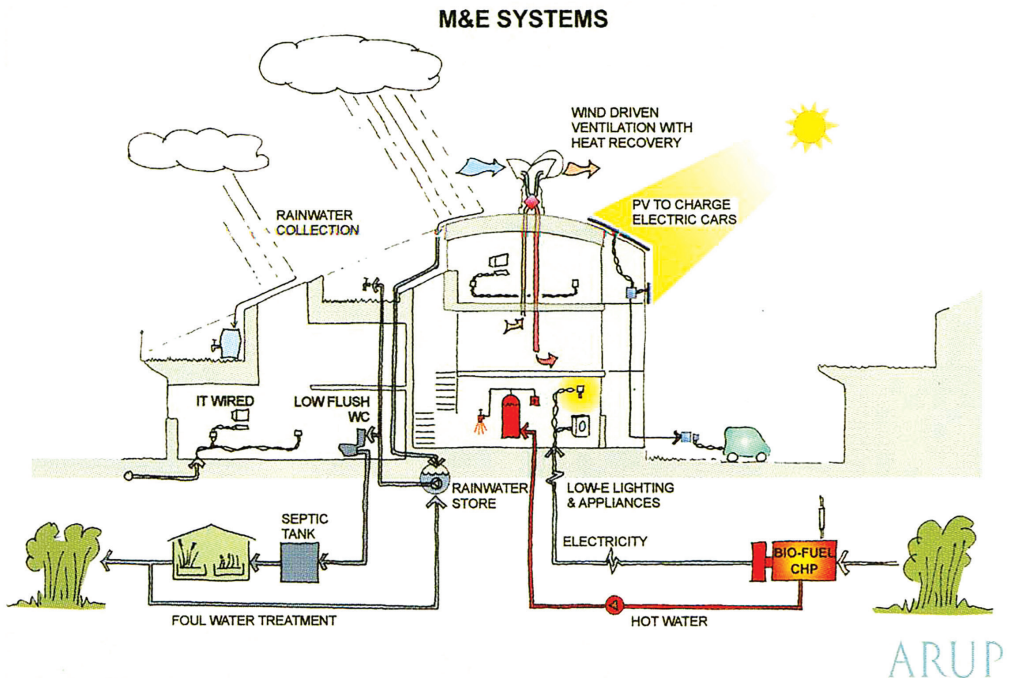 M&E SYSTEMS
WIND DRIVEN
VENTILATION WITH
HEAT RECOVERY
PV TO CHARGE
ELECTRIC CARS
RAINWATER
COLLECTION
IT WIRED
LOW FLUSH
WC
RAINWATER
STORE
LOW-E LIGHTING
& APPLIANCES
SEPTIC
TANK
ELECTRICITY
BIO-FUEL
CHP
FOUL WATER TREATMENT
HOT WATER
ARUP